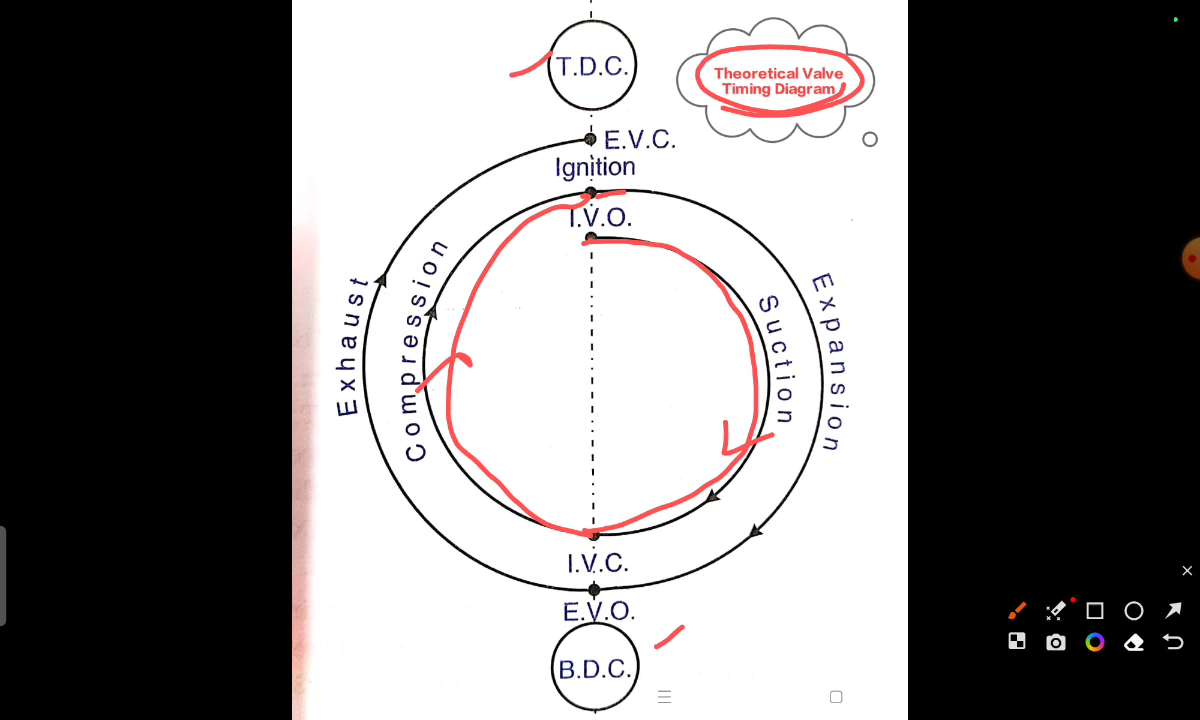 T.D.C.
Theoretical Valve
Timing Diagram
E.V.C.
Ignition
I.V.O.
Exhaust
Compression
Suction
Expansion
I.V.C.
E.V.O.
B.D.C.